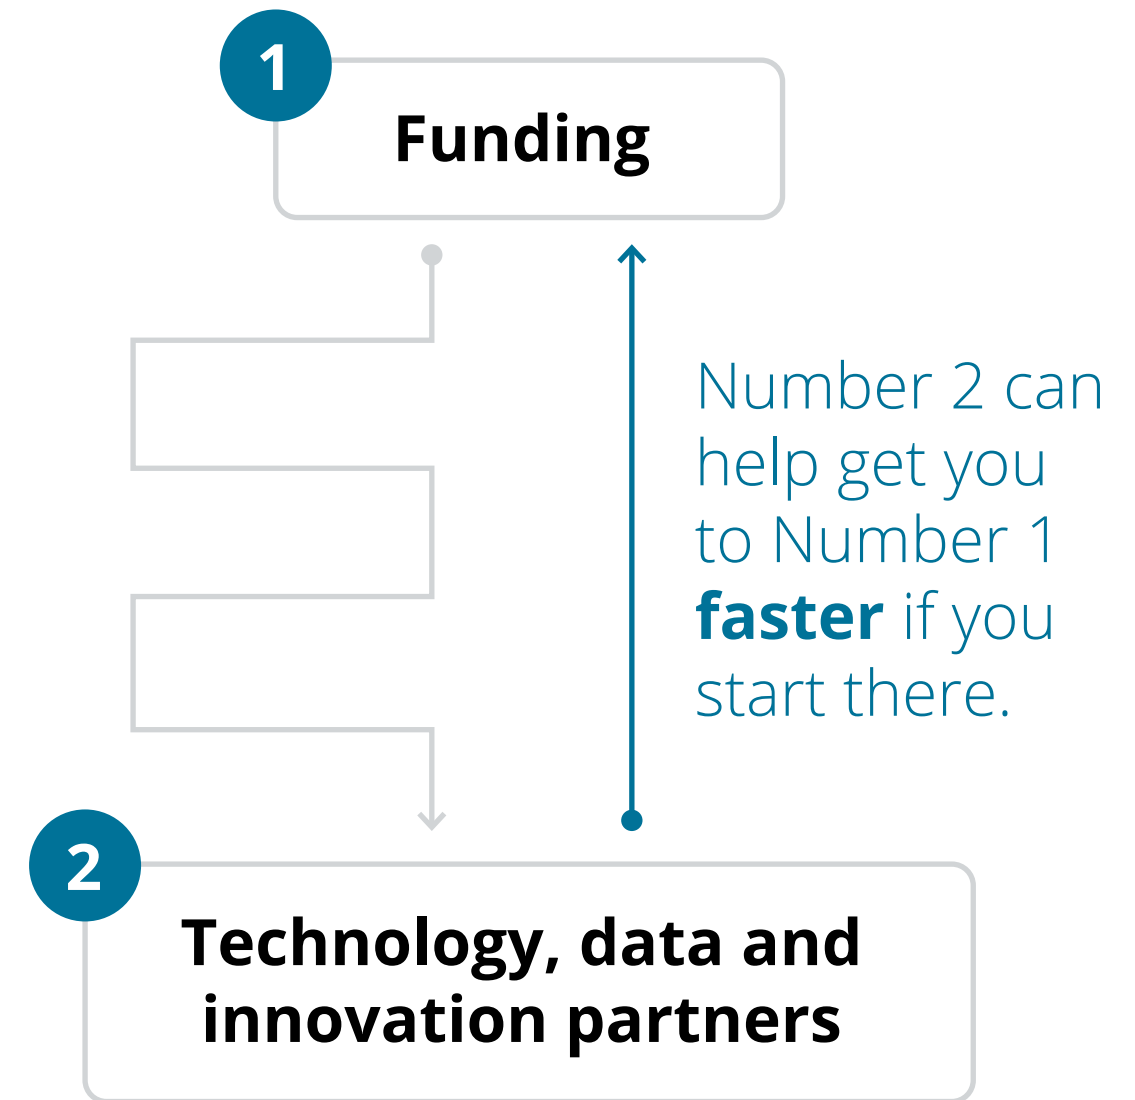 1
Funding
Number 2 can
help get you
to Number 1
faster if you
start there.
2
Technology, data and
innovation partners